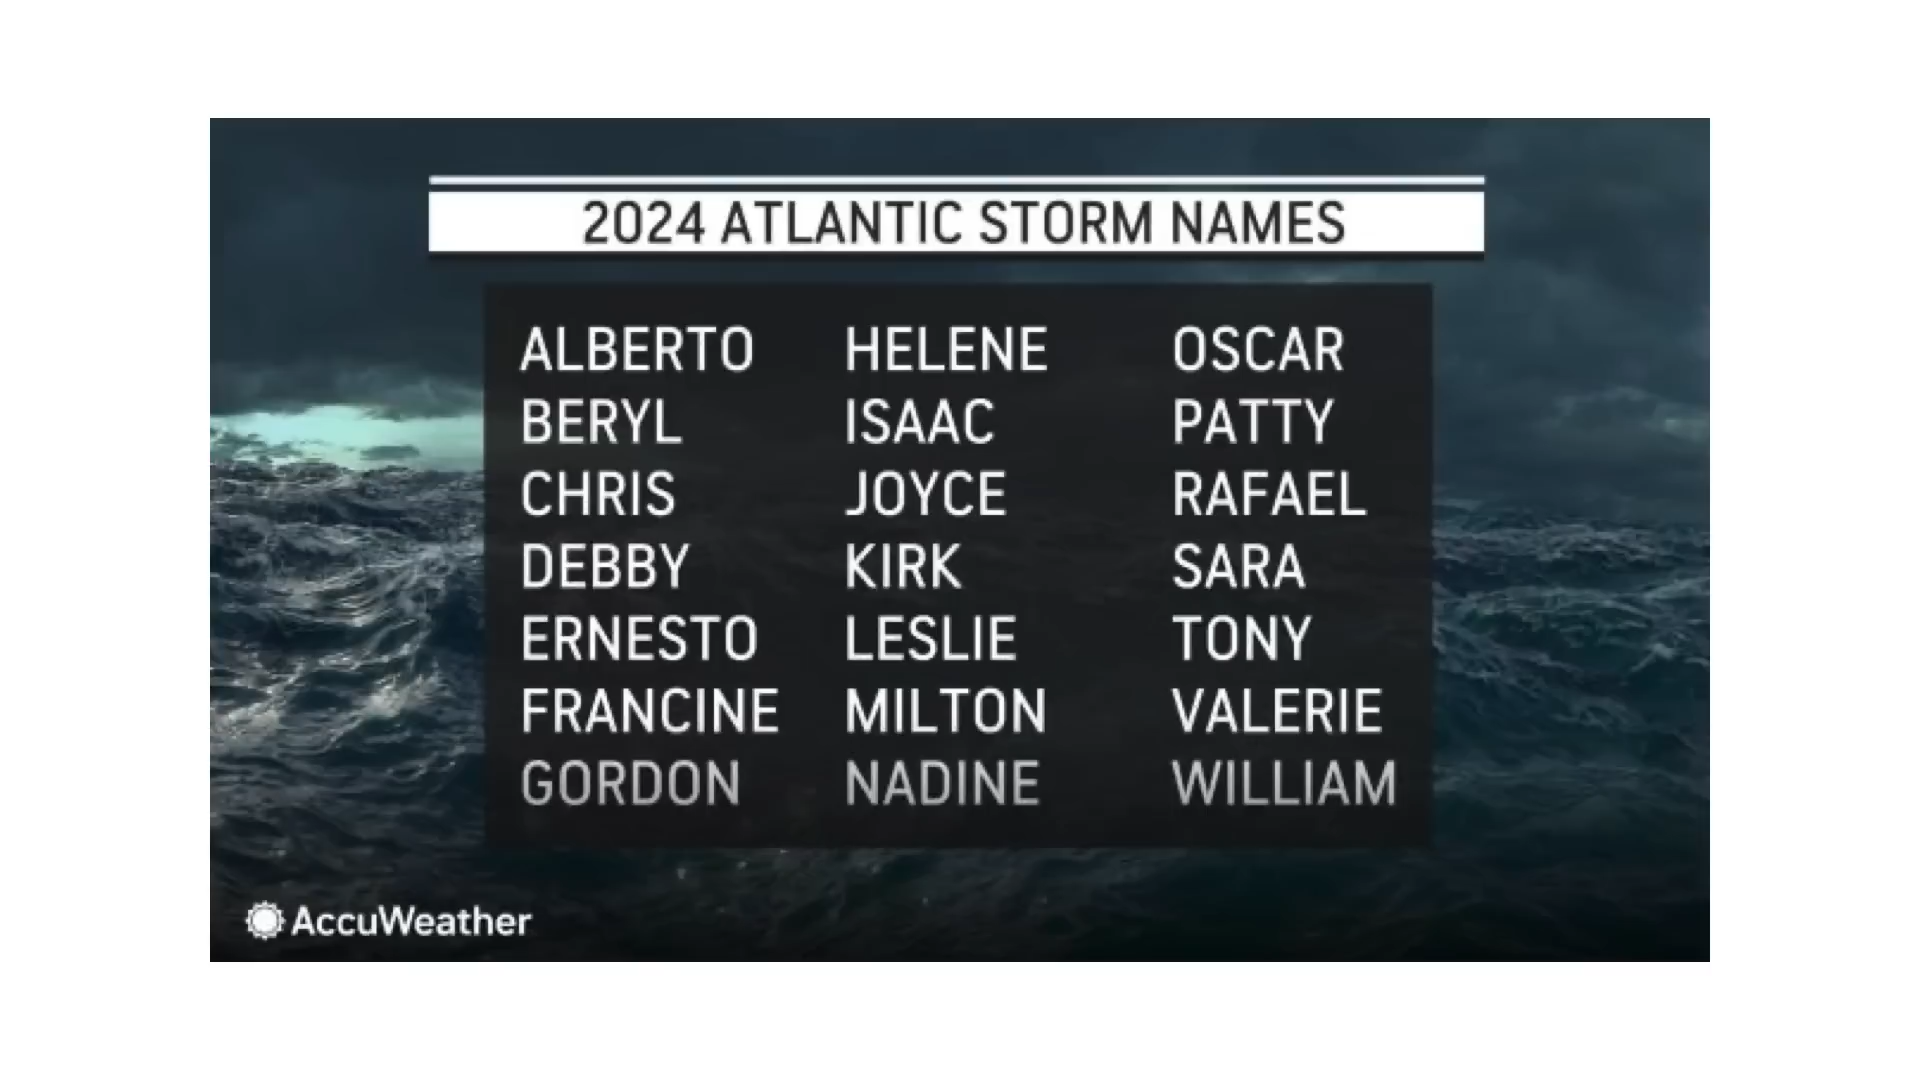 2024 ATLANTIC STORM NAMES
ALBERTO
BERYL
CHRIS
DEBBY
ERNESTO
FRANCINE
GORDON
HELENE
ISAAC
JOYCE
KIRK
LESLIE
MILTON
NADINE
OSCAR
PATTY
RAFAEL
SARA
TONY
VALERIE
WILLIAM
AccuWeather